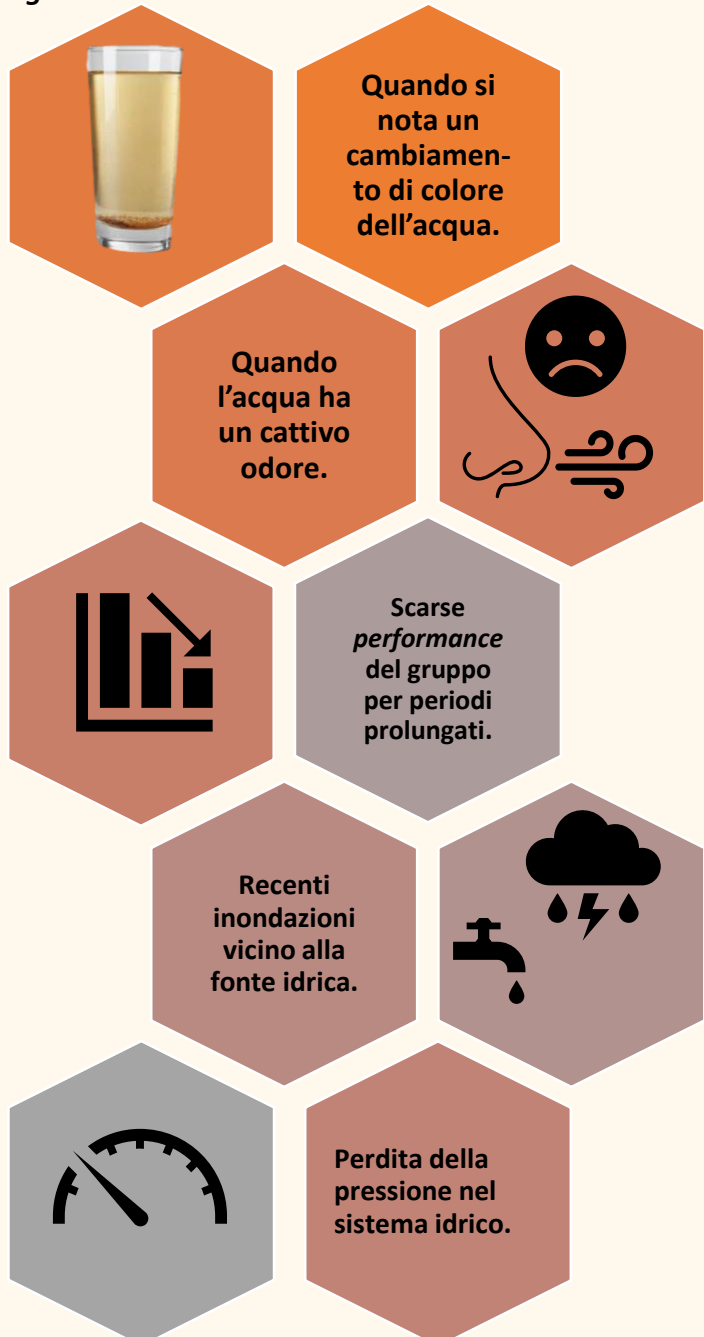 Quando si
nota un
cambiamen-
to di colore
dell’acqua.
Quando
l’acqua ha
un cattivo
odore.
Scarse
performance
del gruppo
per periodi
prolungati.
Recenti
inondazioni
vicino alla
fonte idrica.
Perdita della
pressione nel
sistema idrico.